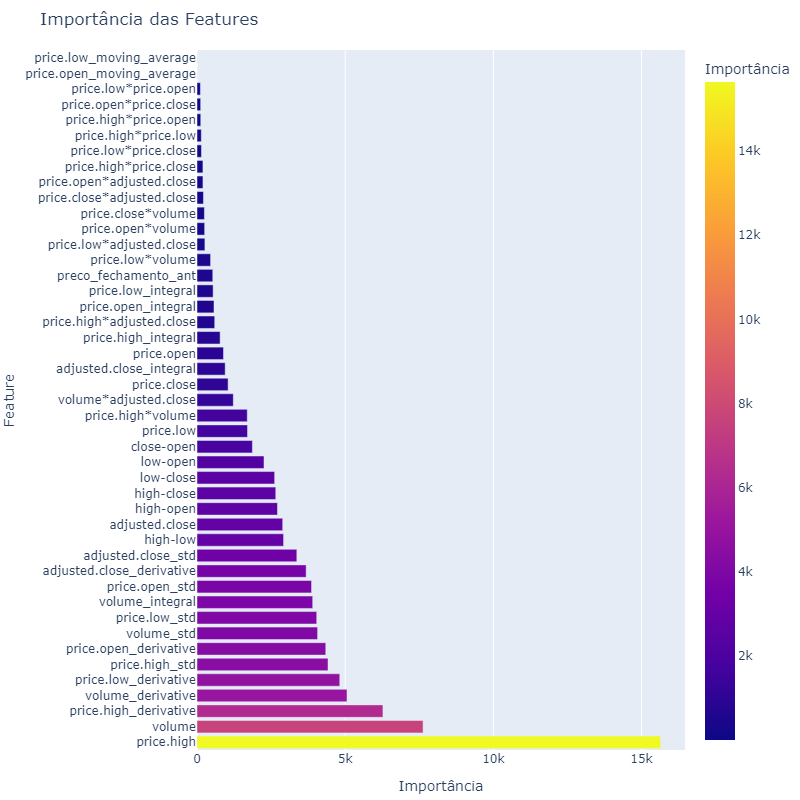 Importância das Features
price.low_moving_average
price.open_moving_average
price.low*price.open
price.open*price.close
price.high*price.open
price.high*price.low
price.low*price.close
price.high*price.close
price.open*adjusted.close
price.close*adjusted.close
price.close*volume
price.open*volume
price.low*adjusted.close
price.low*volume
preco_fechamento_ant
price.low_integral
price.open_integral
price.high*adjusted.close
price.high_integral
price.open
adjusted.close_integral
price.close
volume*adjusted.close
price.high*volume
price.low
close-open
low-open
low-close
high-close
high-open
adjusted.close
high-low
adjusted.close_std
adjusted.close_derivative
price.open_std
volume_integral
price.low_std
volume_std
price.open_derivative
price.high_std
price.low_derivative
volume_derivative
price.high_derivative
volume
price.high
Feature
0 5k 10k 15k
Importância
Importância
14k
12k
10k
8k
6k
4k
2k